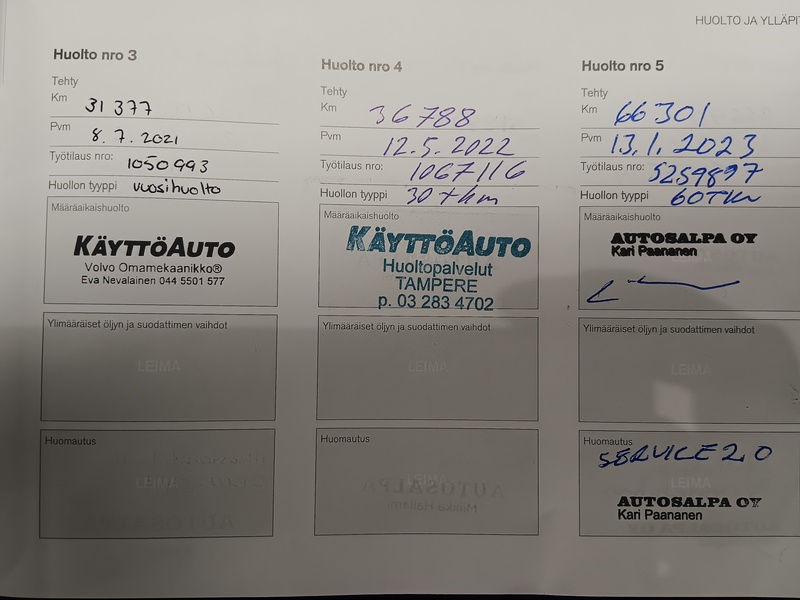 HUOLTO JA YLLÄPI
Huolto nro 3
Tehty
Km 31 377
Pvm 8.7.2021
Työtilaus nro: 1050993
Huollon tyyppi vuosihuolto
Määräaikaishuolto
KÄYTTÖAUTO
Volvo Omamekaanikko®
Eva Nevalainen 044 5501 577
Ylimääräiset öljyn ja suodattimen vaihdot
LEIMA
Huomautus
LEIMA
Huolto nro 4
Tehty
Km 36788
Pvm 12.5.2022
Työtilaus nro: 1067116
Huollon tyyppi 30 tkm
Määräaikaishuolto
KÄYTTÖAUTO
Huoltopalvelut
TAMPERE
p. 03 283 4702
Ylimääräiset öljyn ja suodattimen vaihdot
LEIMA
Huomautus
LEIMA
Huolto nro 5
Tehty
Km 66301
Pvm 13.1.2023
Työtilaus nro: 5259897
Huollon tyyppi 60TKM
Määräaikaishuolto
AUTOSALPA OY
Kari Paananen
Ylimääräiset öljyn ja suodattimen vaihdot
LEIMA
Huomautus
SERVICE 2.0
LEIMA
AUTOSALPA OY
Kari Paananen